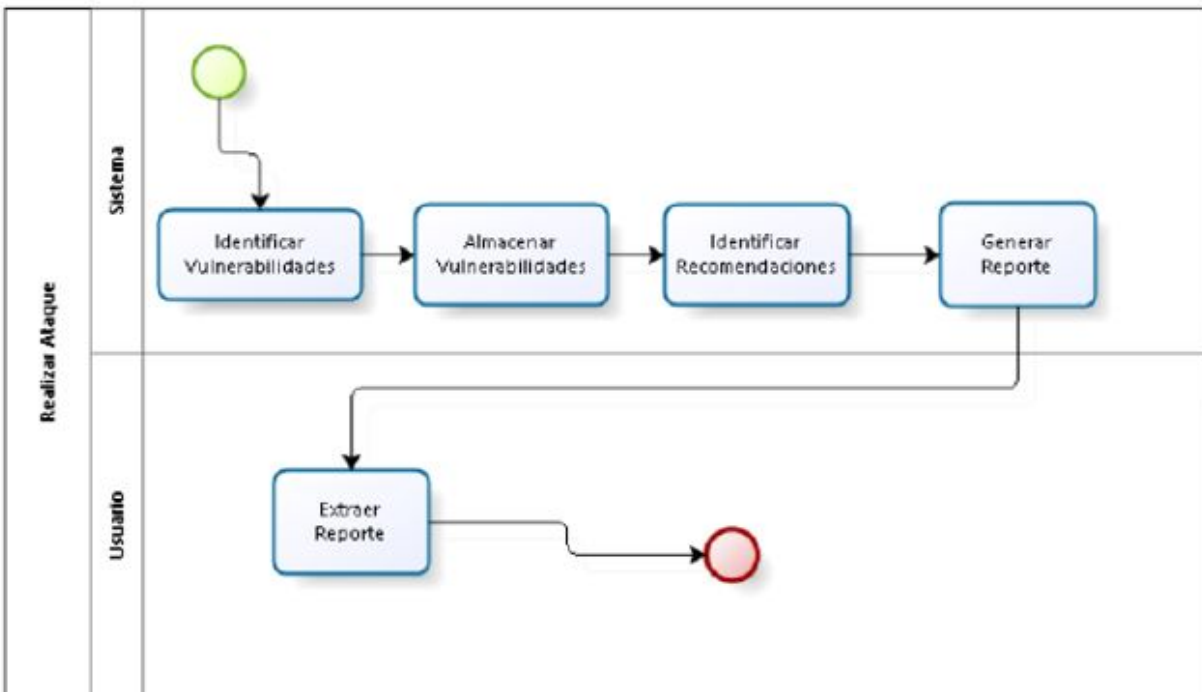 Realizar Ataque
Sistema
Identificar
Vulnerabilidades
Almacenar
Vulnerabilidades
Identificar
Recomendaciones
Generar
Reporte
Usuario
Extraer
Reporte